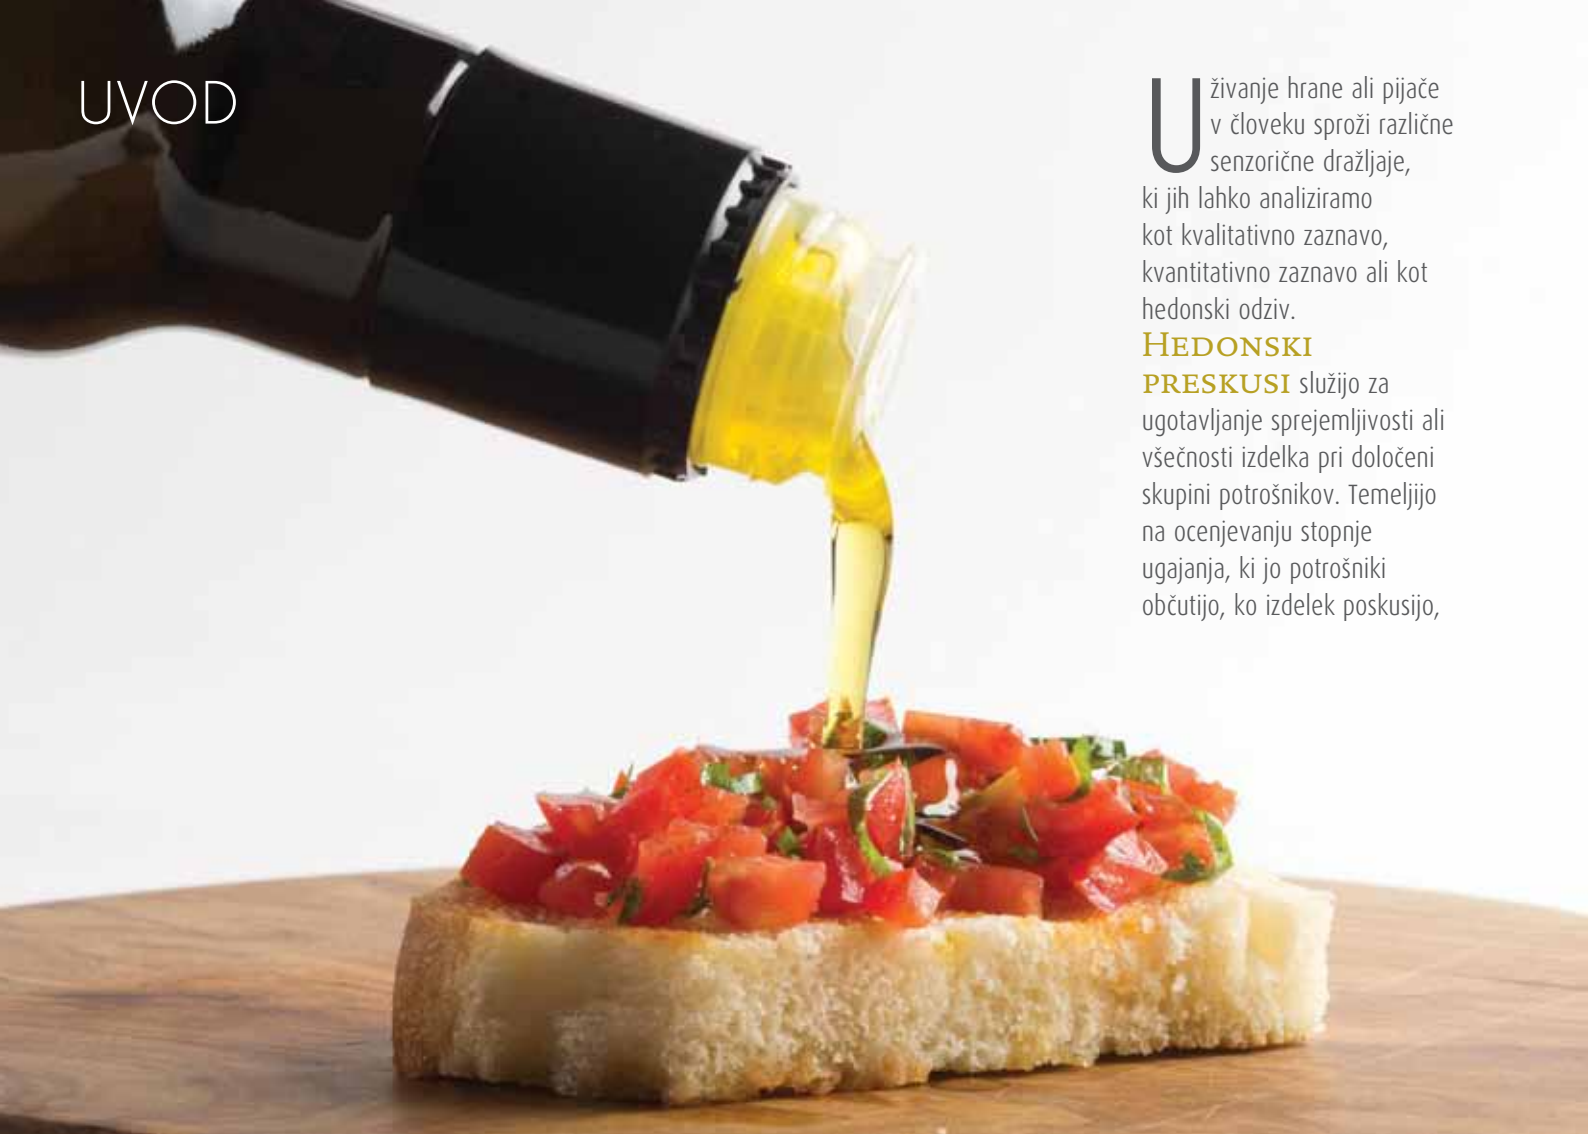 UVOD
Uživanje hrane ali pijače
v človeku sproži različne
senzorične dražljaje,
ki jih lahko analiziramo
kot kvalitativno zaznavo,
kvantitativno zaznavo ali kot
hedonski odziv.
HEDONSKI
PRESKUSI služijo za
ugotavljanje sprejemljivosti ali
všečnosti izdelka pri določeni
skupini potrošnikov. Temeljijo
na ocenjevanju stopnje
ugajanja, ki jo potrošniki
občutijo, ko izdelek poskusijo,